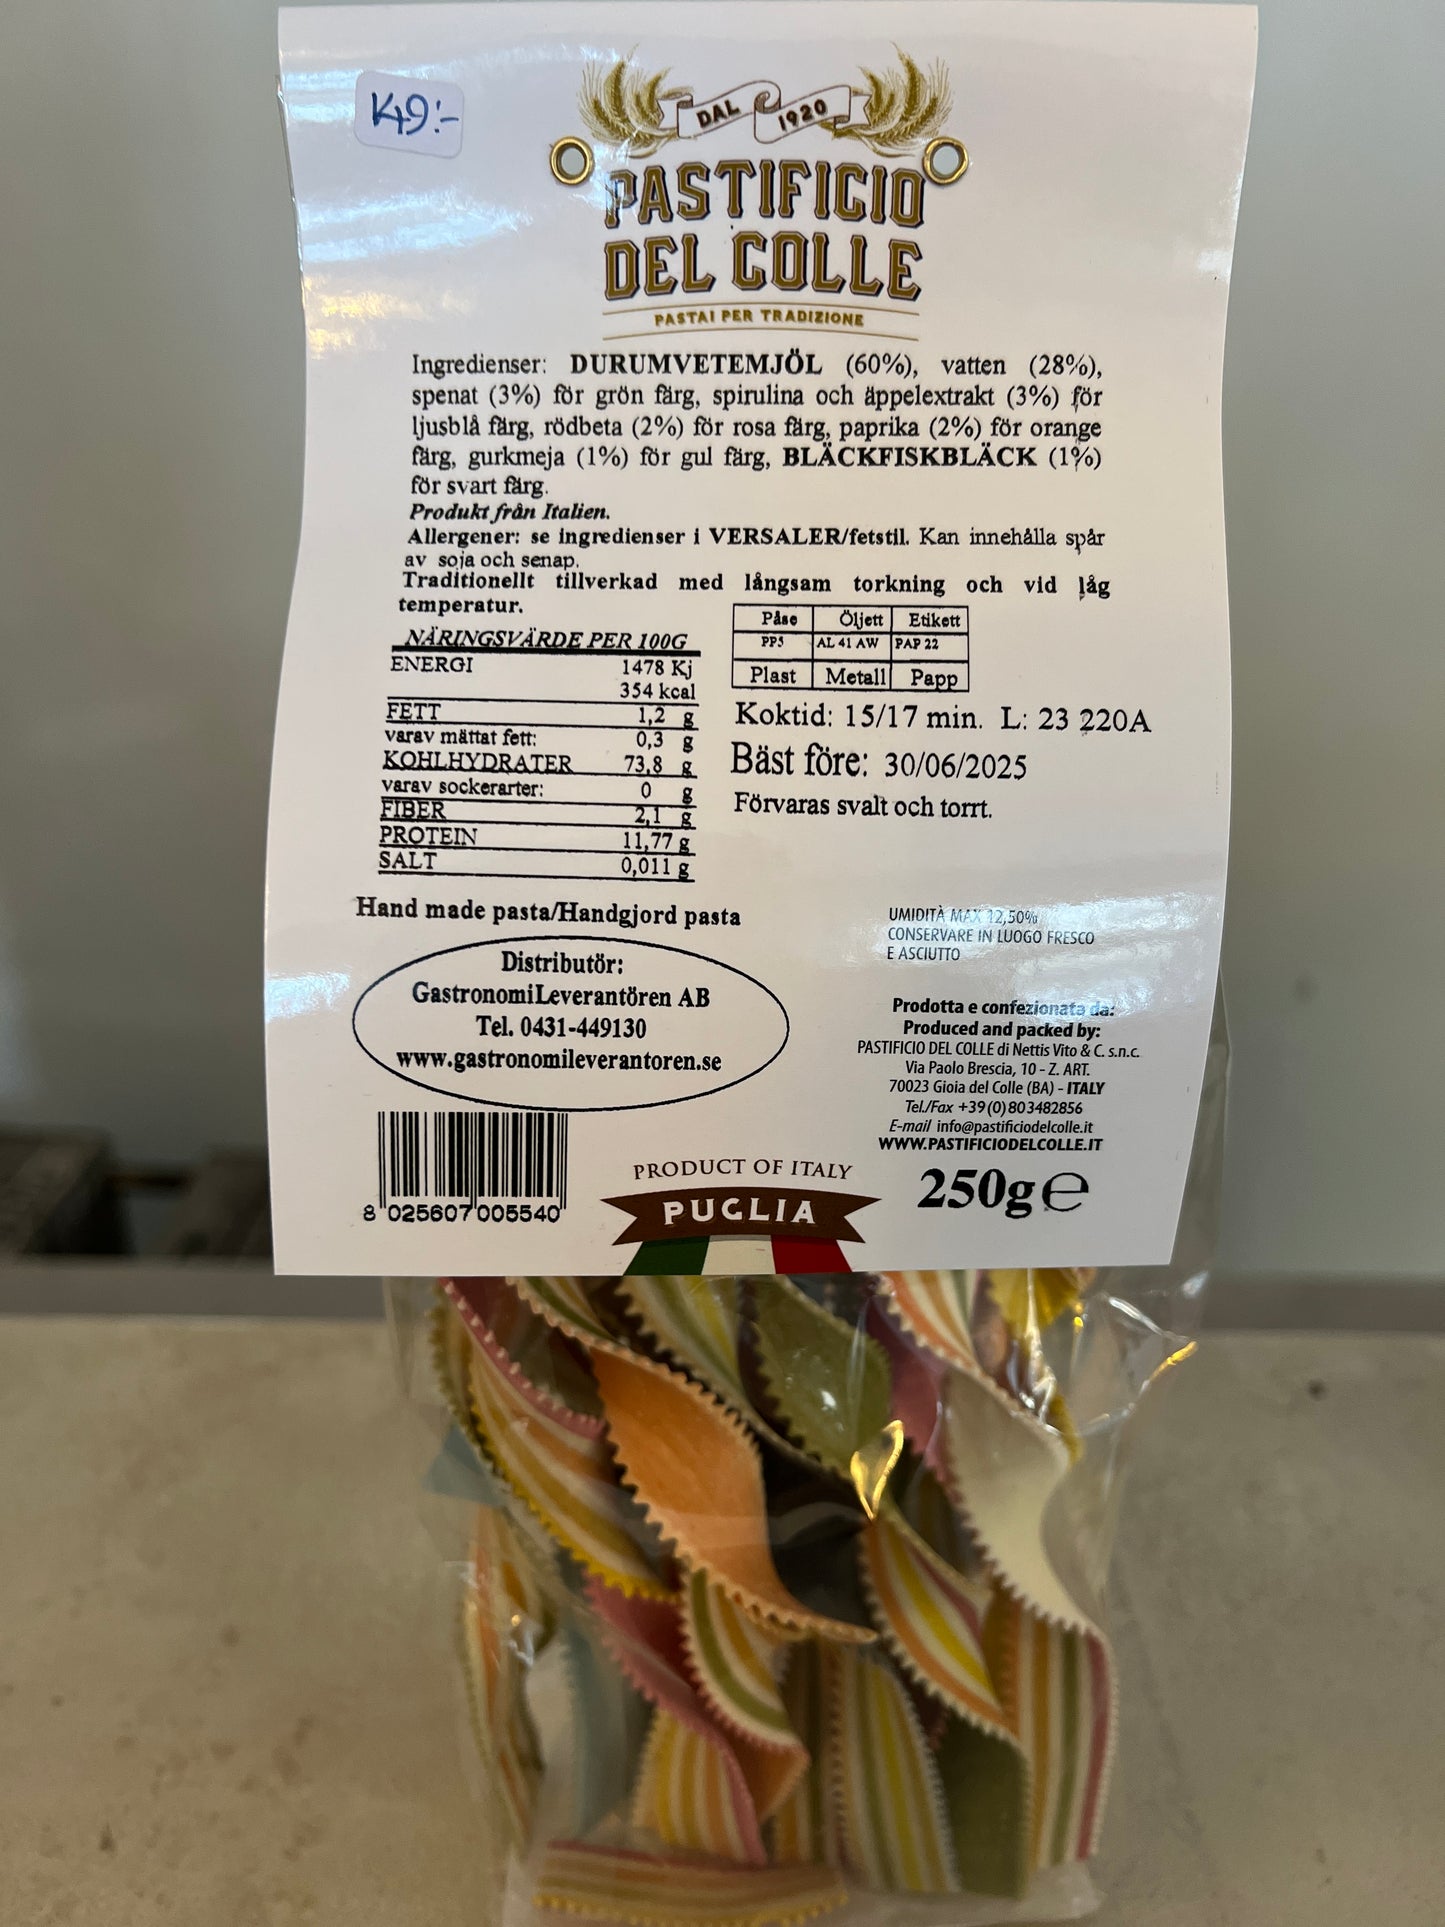 K49:-
DAL 1920
PASTIFICIO
DEL COLLE
PASTAI PER TRADIZIONE
Ingredienser: DURUMVETEMJÖL (60%), vatten (28%),
spenat (3%) för grön färg, spirulina och äppelextrakt (3%) för
ljusblå färg, rödbeta (2%) för rosa färg, paprika (2%) för orange
färg, gurkmeja (1%) för gul färg, BLÄCKFISKBLÄCK (1%)
för svart färg.
Produkt från Italien.
Allergener: se ingredienser i VERSALER/fetstil. Kan innehålla spår
av soja och senap.
Traditionellt tillverkad med långsam torkning och vid låg
temperatur.
NÄRINGSVÄRDE PER 100G
ENERGI 1478 Kj
354 kcal
FETT 1,2 g
varav mättat fett: 0,3 g
KOHLHYDRATER 73,8 g
varav sockerarter: 0 g
FIBER 2,1 g
PROTEIN 11,77 g
SALT 0,011 g
Påse Öljett Etikett
PP5 AL 41 AW PAP 22
Plast Metall Papp
Koktid: 15/17 min. L: 23 220A
Bäst före: 30/06/2025
Förvaras svalt och torrt.
Hand made pasta/Handgjord pasta
Distributör:
GastronomiLeverantören AB
Tel. 0431-449130
www.gastronomileverantoren.se
UMIDITÀ MAX 12,50%
CONSERVARE IN LUOGO FRESCO
E ASCIUTTO
Prodotta e confezionata da:
Produced and packed by:
PASTIFICIO DEL COLLE di Nettis Vito & C. s.n.c.
Via Paolo Brescia, 10 - Z. ART.
70023 Gioia del Colle (BA) - ITALY
Tel./Fax +39(0)803482856
E-mail info@pastificiodelcolle.it
WWW.PASTIFICIODELCOLLE.IT
8 025607 005540
PRODUCT OF ITALY
PUGLIA
250g ℮